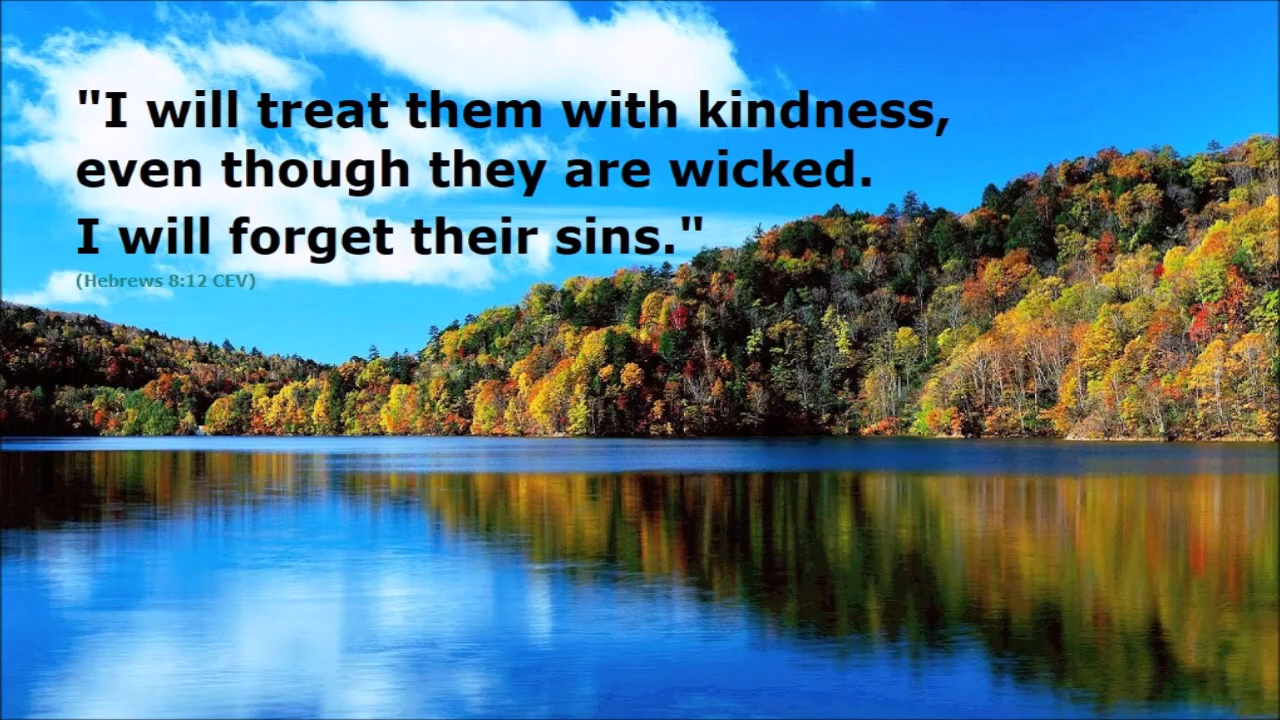 "I will treat them with kindness,
even though they are wicked.
I will forget their sins."
(Hebrews 8:12 CEV)